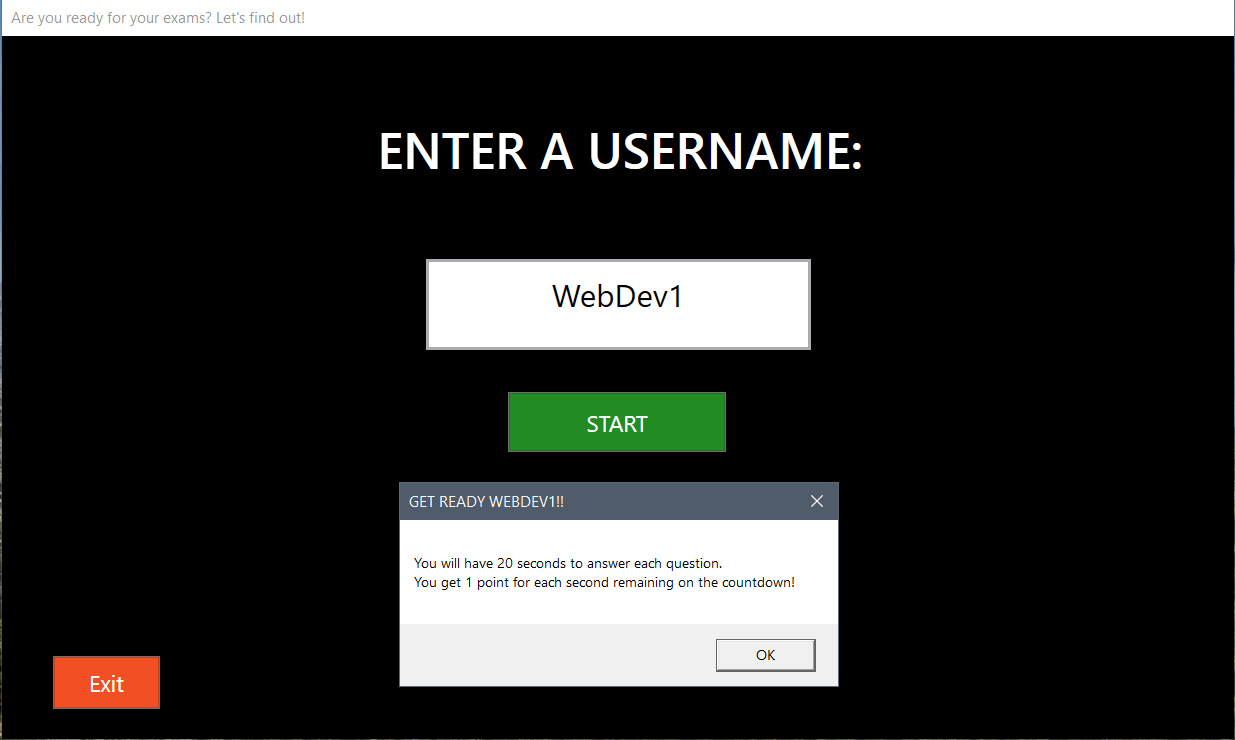 Are you ready for your exams? Let's find out!
ENTER A USERNAME:
WebDev1
START
GET READY WEBDEV1!!
You will have 20 seconds to answer each question.
You get 1 point for each second remaining on the countdown!
OK
Exit